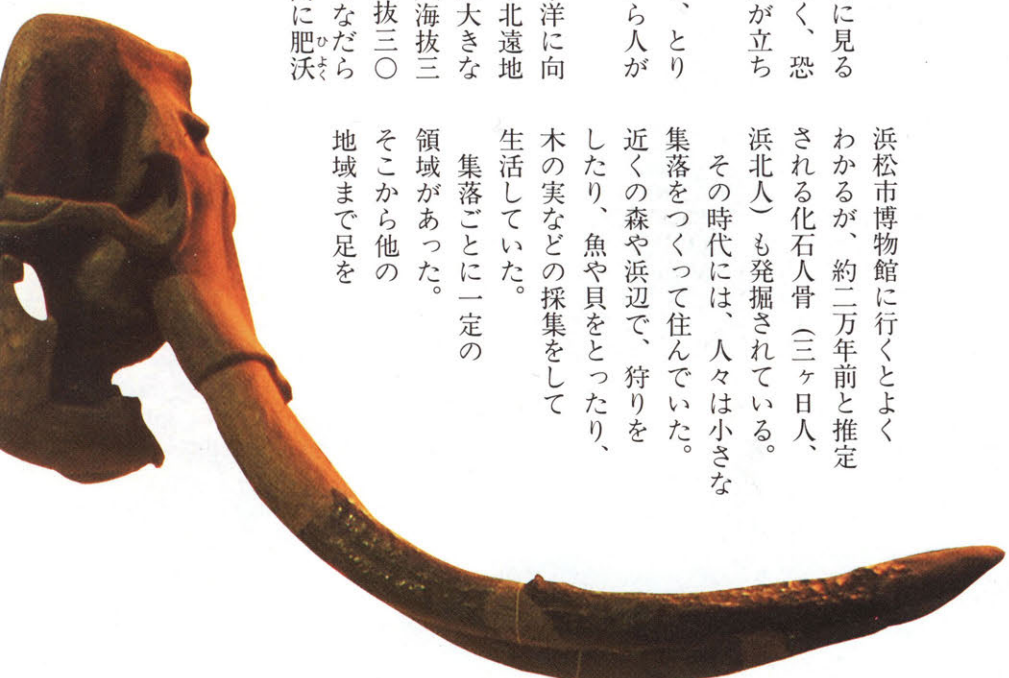 に見る
く、恐
が立ち
、とり
ら人が
洋に向
北遠地
大きな
海抜三
抜三〇
なだら
に肥沃
ひよく
浜松市博物館に行くとよく
わかるが、約二万年前と推定
される化石人骨（三ヶ日人、
浜北人）も発掘されている。
その時代には、人々は小さな
集落をつくって住んでいた。
近くの森や浜辺で、狩りを
したり、魚や貝をとったり、
木の実などの採集をして
生活していた。
集落ごとに一定の
領域があった。
そこから他の
地域まで足を